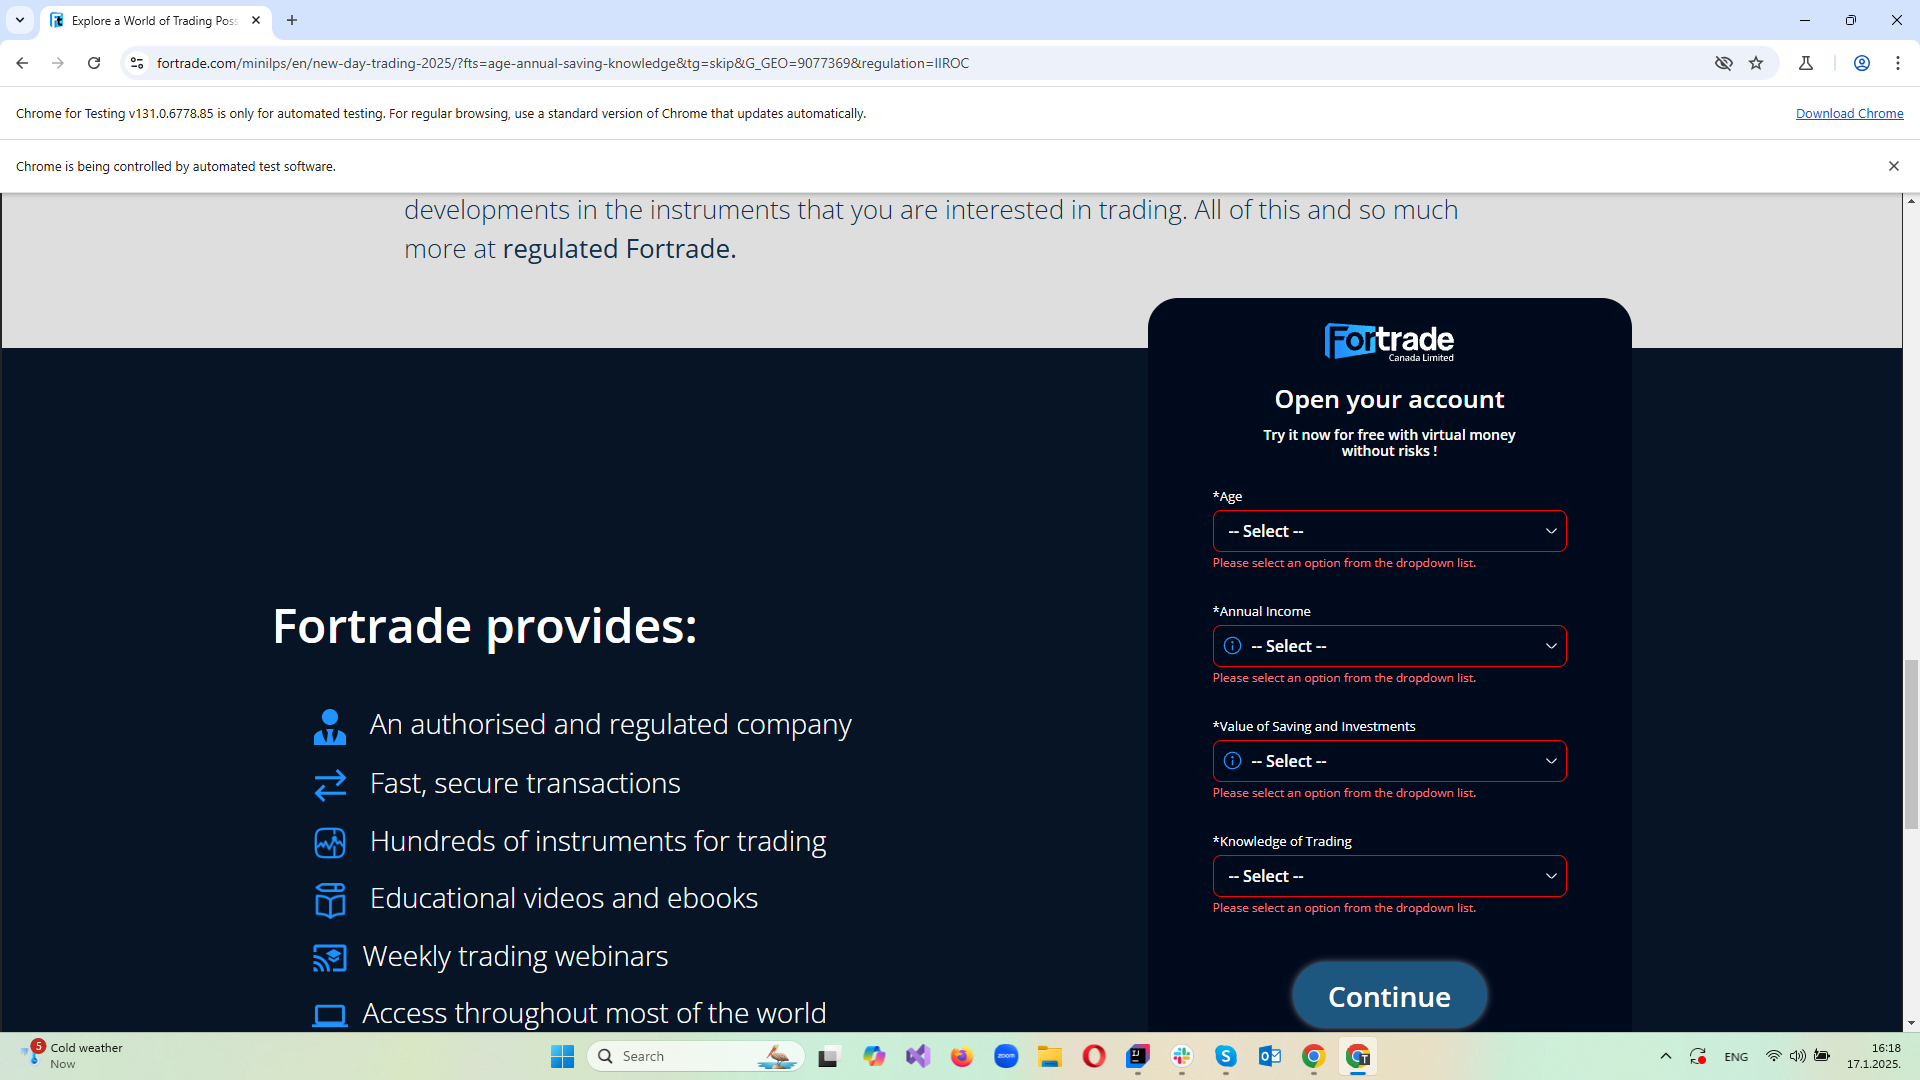 Explore a World of Trading Poss
fortrade.com/minilps/en/new-day-trading-2025/?fts=age-annual-saving-knowledge&tg=skip&G_GEO=9077369&regulation=IIROC
Chrome for Testing v131.0.6778.85 is only for automated testing. For regular browsing, use a standard version of Chrome that updates automatically.
Download Chrome
Chrome is being controlled by automated test software.
developments in the instruments that you are interested in trading. All of this and so much
more at regulated Fortrade.
Fortrade
Canada Limited
Open your account
Try it now for free with virtual money
without risks !
*Age
-- Select --
Please select an option from the dropdown list.
*Annual Income
-- Select --
Please select an option from the dropdown list.
*Value of Saving and Investments
-- Select --
Please select an option from the dropdown list.
*Knowledge of Trading
-- Select --
Please select an option from the dropdown list.
Continue
Fortrade provides:
An authorised and regulated company
Fast, secure transactions
Hundreds of instruments for trading
Educational videos and ebooks
Weekly trading webinars
Access throughout most of the world
5
Cold weather
Now
Search
zoom
ENG
16:18
17.1.2025.